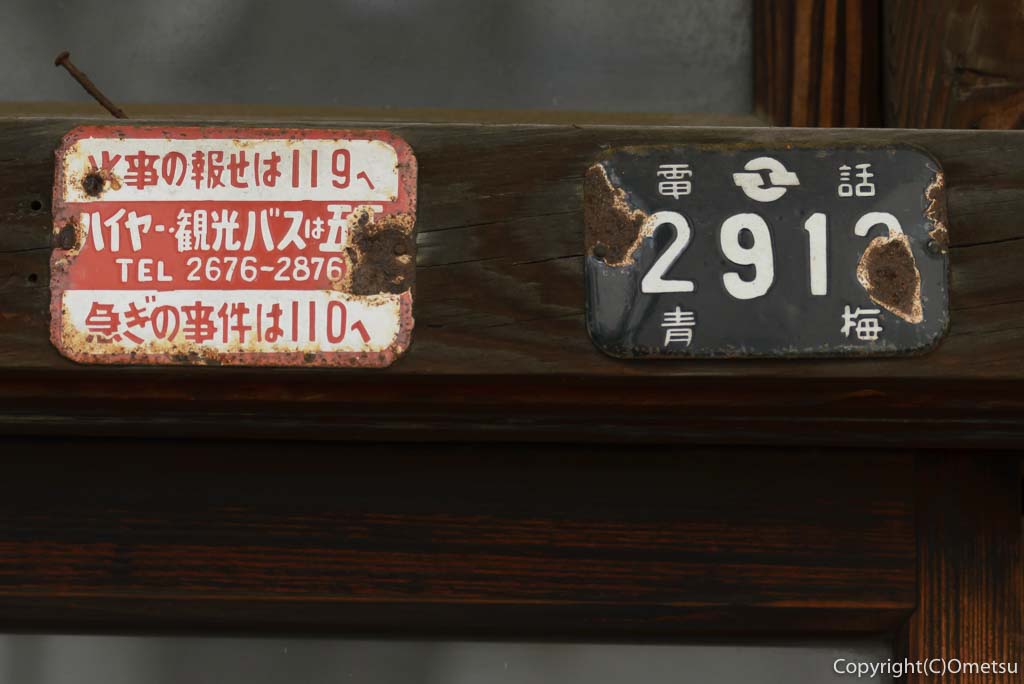 火事の報せは119へ
ハイヤー・観光バスは五
TEL 2676~2876
急ぎの事件は110へ
電 話
291
青 梅
Copyright(C)Ometsu